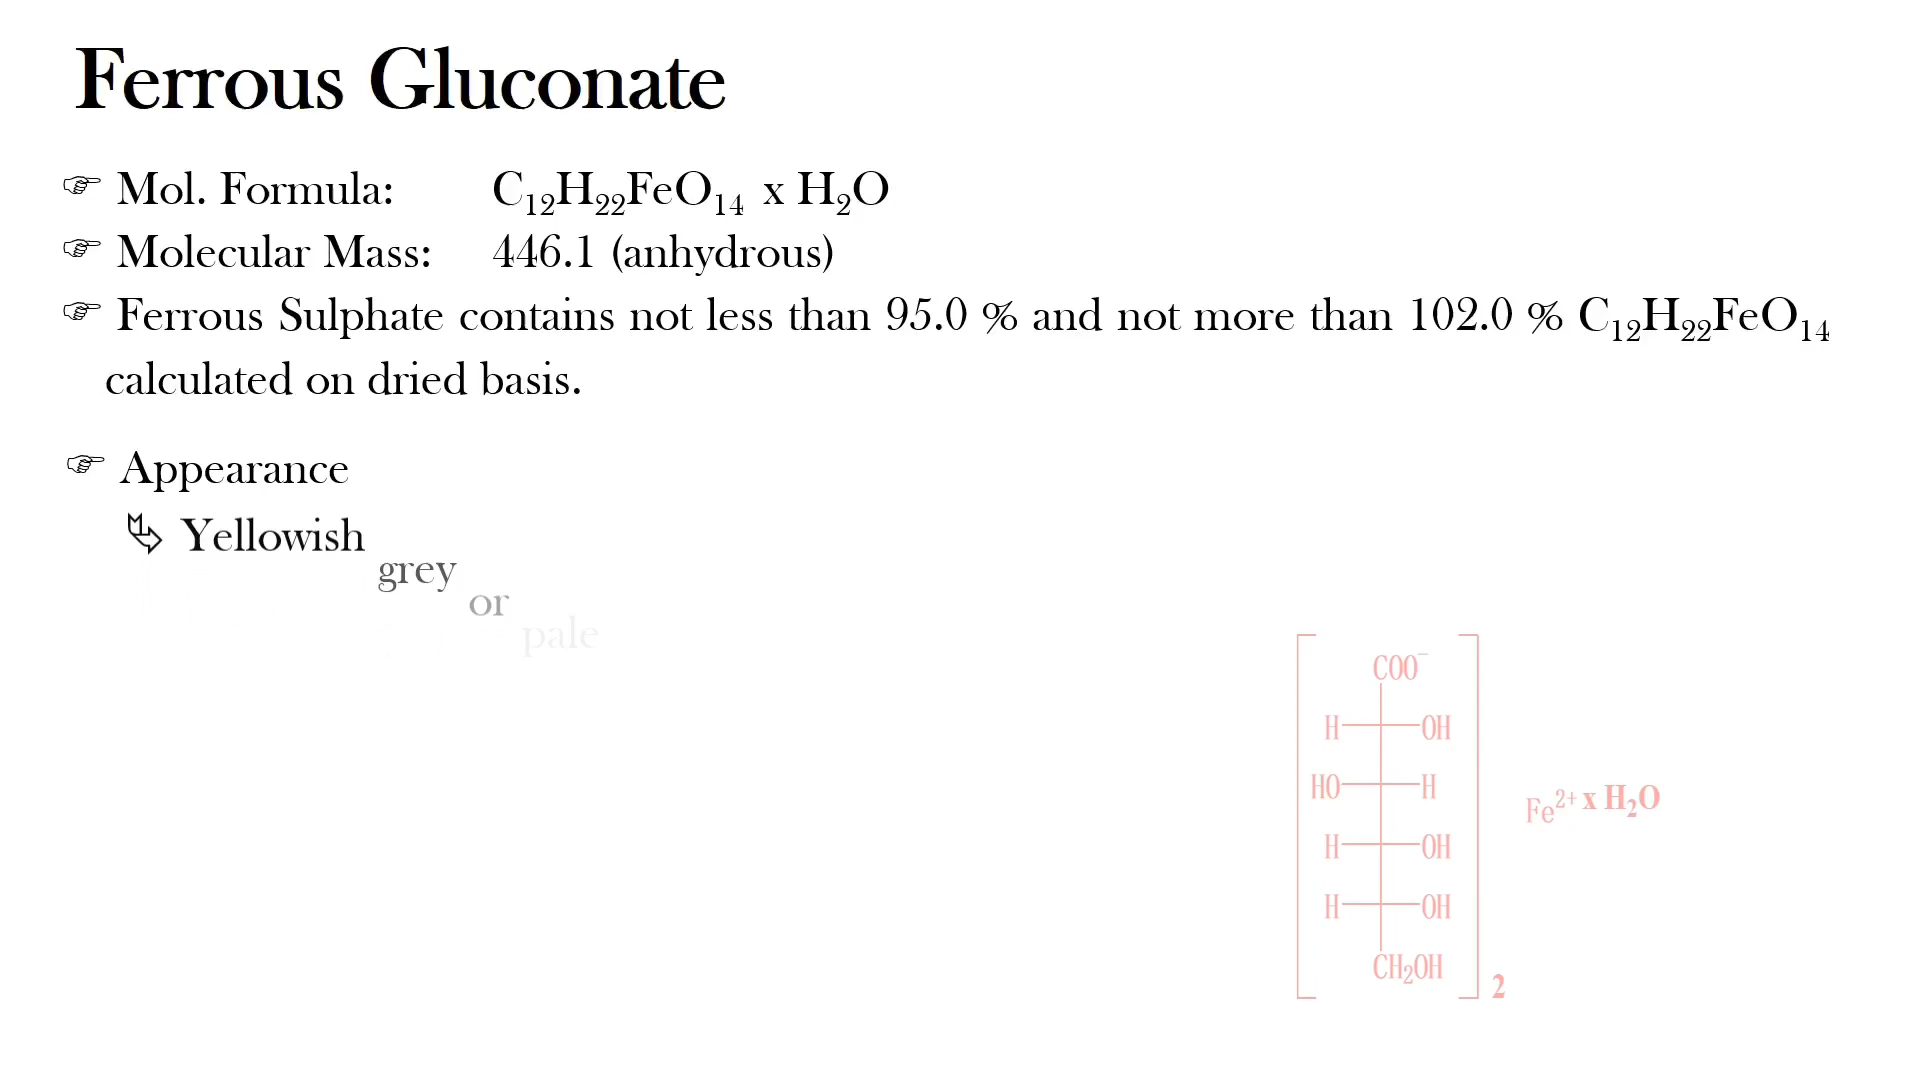 Ferrous Gluconate
☞ Mol. Formula: C₁₂H₂₂FeO₁₄ x H₂O
☞ Molecular Mass: 446.1 (anhydrous)
☞ Ferrous Sulphate contains not less than 95.0 % and not more than 102.0 % C₁₂H₂₂FeO₁₄
calculated on dried basis.
☞ Appearance
Yellowish
grey
or
pale
COO⁻
H OH
HO H
Fe²⁺ x H₂O
H OH
H OH
CH₂OH
2